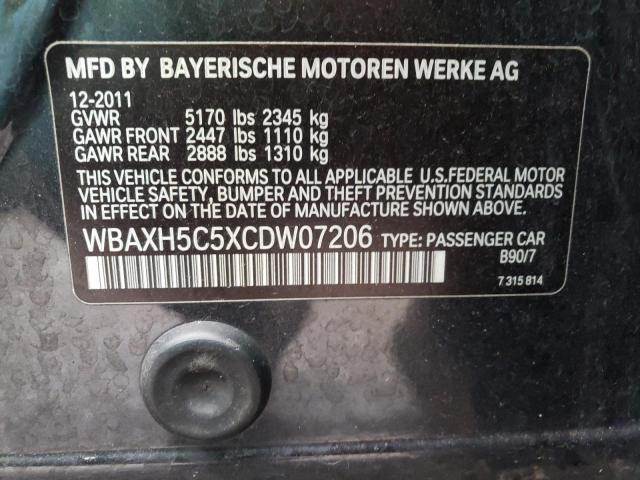 MFD BY BAYERISCHE MOTOREN WERKE AG
12-2011
GVWR 5170 lbs 2345 kg
GAWR FRONT 2447 lbs 1110 kg
GAWR REAR 2888 lbs 1310 kg
THIS VEHICLE CONFORMS TO ALL APPLICABLE U.S.FEDERAL MOTOR
VEHICLE SAFETY, BUMPER AND THEFT PREVENTION STANDARDS
IN EFFECT ON THE DATE OF MANUFACTURE SHOWN ABOVE.
WBAXH5C5XCDW07206 TYPE: PASSENGER CAR
B90/7
7 315 814